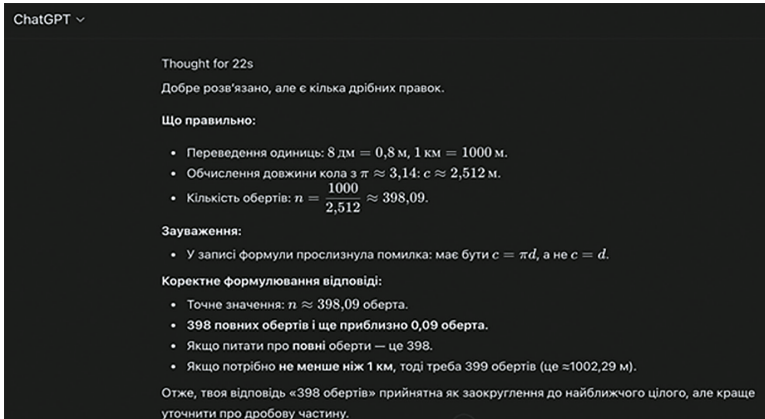 ChatGPT
Thought for 22s
Добре розв'язано, але є кілька дрібних правок.
Що правильно:
• Переведення одиниць: 8 дм = 0,8 м, 1 км = 1000 м.
• Обчислення довжини кола з π ≈ 3,14: c ≈ 2,512 м.
• Кількість обертів: n = 1000/2,512 ≈ 398,09.
Зауваження:
• У записі формули прослизнула помилка: має бути c = πd, а не c = d.
Коректне формулювання відповіді:
• Точне значення: n ≈ 398,09 оберта.
• 398 повних обертів і ще приблизно 0,09 оберта.
• Якщо питати про повні оберти — це 398.
• Якщо потрібно не менше ніж 1 км, тоді треба 399 обертів (це ≈1002,29 м).
Отже, твоя відповідь «398 обертів» прийнятна як заокруглення до найближчого цілого, але краще
уточнити про дробову частину.